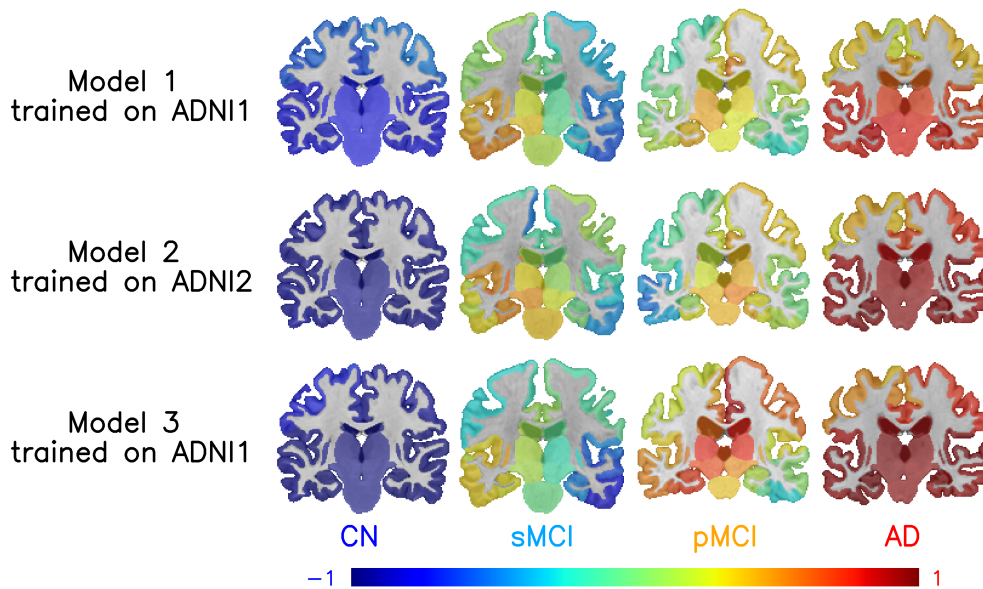 Model 1
trained on ADNI1
Model 2
trained on ADNI2
Model 3
trained on ADNI1
CN sMCI pMCI AD
−1 1